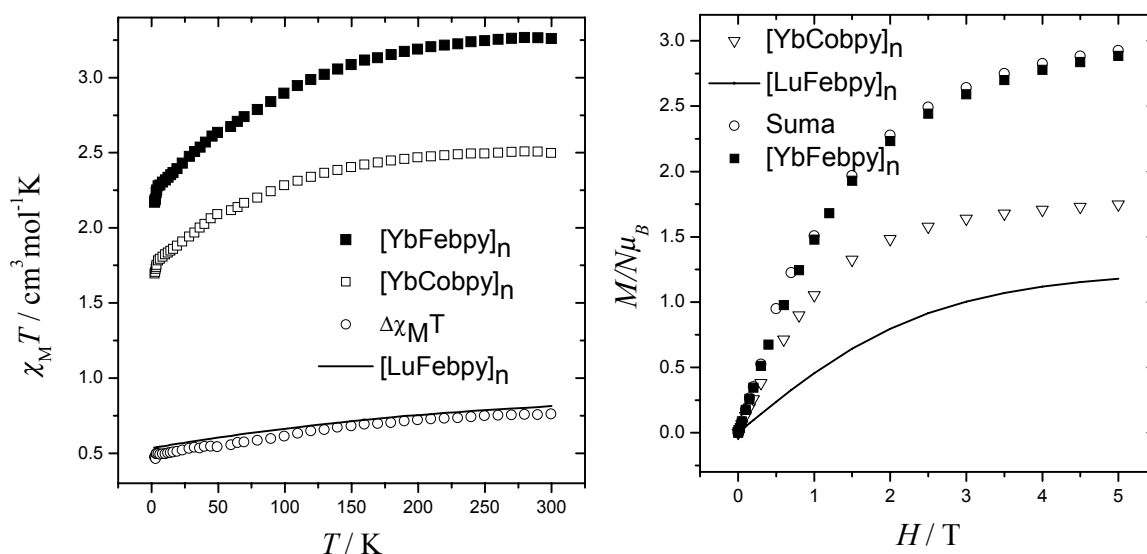 χMT / cm³mol⁻¹K
3.0
2.5
2.0
1.5
1.0
0.5
[YbFebpy]n
[YbCobpy]n
ΔχMT
[LuFebpy]n
0 50 100 150 200 250 300
T / K
M/NμB
3.0
2.5
2.0
1.5
1.0
0.5
0.0
[YbCobpy]n
[LuFebpy]n
Suma
[YbFebpy]n
0 1 2 3 4 5
H / T